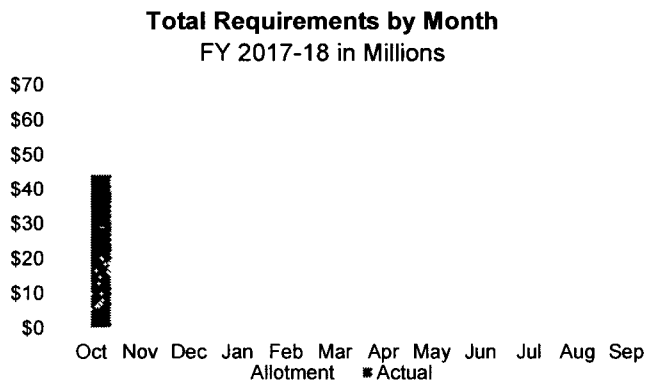 Total Requirements by Month
FY 2017-18 in Millions
$70
$60
$50
$40
$30
$20
$10
$0
Oct Nov Dec Jan Feb Mar Apr May Jun Jul Aug Sep
Allotment Actual